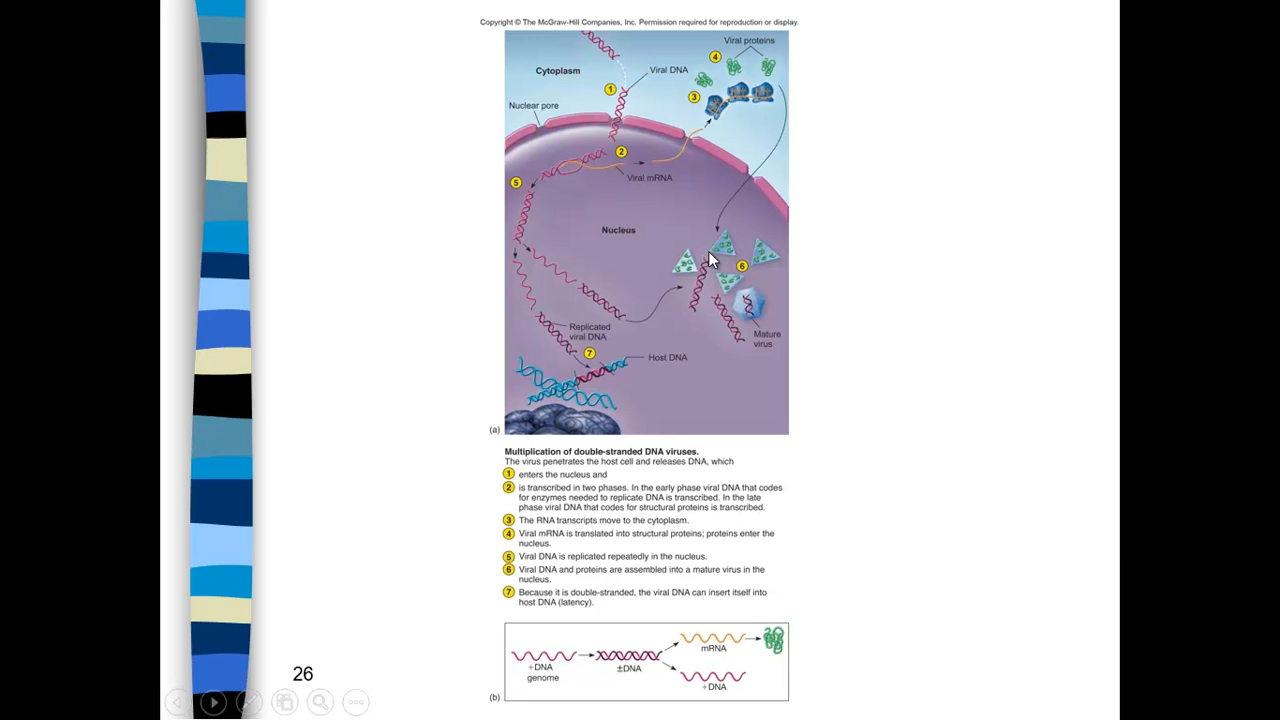 Copyright © The McGraw-Hill Companies, Inc. Permission required for reproduction or display.
Viral proteins
4
Cytoplasm
Viral DNA
1
3
Nuclear pore
2
Viral mRNA
5
Nucleus
6
Replicated
viral DNA
Mature
virus
7
Host DNA
(a)
Multiplication of double-stranded DNA viruses.
The virus penetrates the host cell and releases DNA, which
1 enters the nucleus and
2 is transcribed in two phases. In the early phase viral DNA that codes
for enzymes needed to replicate DNA is transcribed. In the late
phase viral DNA that codes for structural proteins is transcribed.
3 The RNA transcripts move to the cytoplasm.
4 Viral mRNA is translated into structural proteins; proteins enter the
nucleus.
5 Viral DNA is replicated repeatedly in the nucleus.
6 Viral DNA and proteins are assembled into a mature virus in the
nucleus.
7 Because it is double-stranded, the viral DNA can insert itself into
host DNA (latency).
mRNA
+DNA
genome
±DNA
+DNA
(b)
26